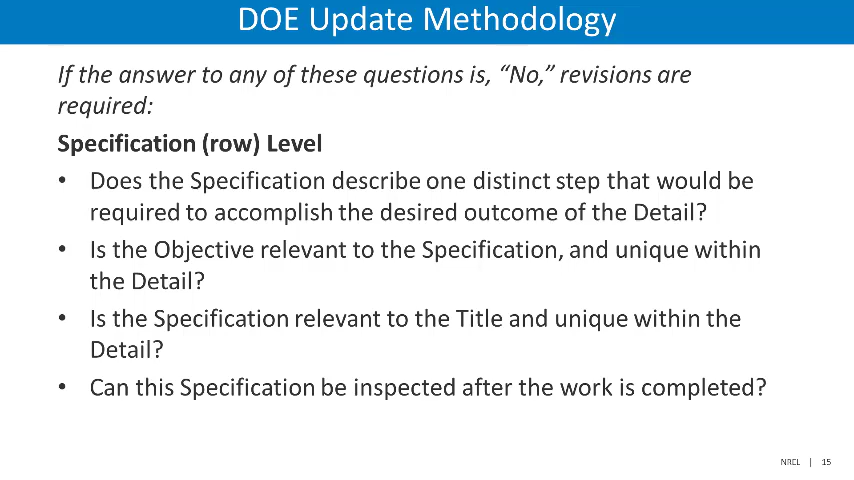 DOE Update Methodology
If the answer to any of these questions is, “No,” revisions are
required:
Specification (row) Level
• Does the Specification describe one distinct step that would be
required to accomplish the desired outcome of the Detail?
• Is the Objective relevant to the Specification, and unique within
the Detail?
• Is the Specification relevant to the Title and unique within the
Detail?
• Can this Specification be inspected after the work is completed?
NREL | 15